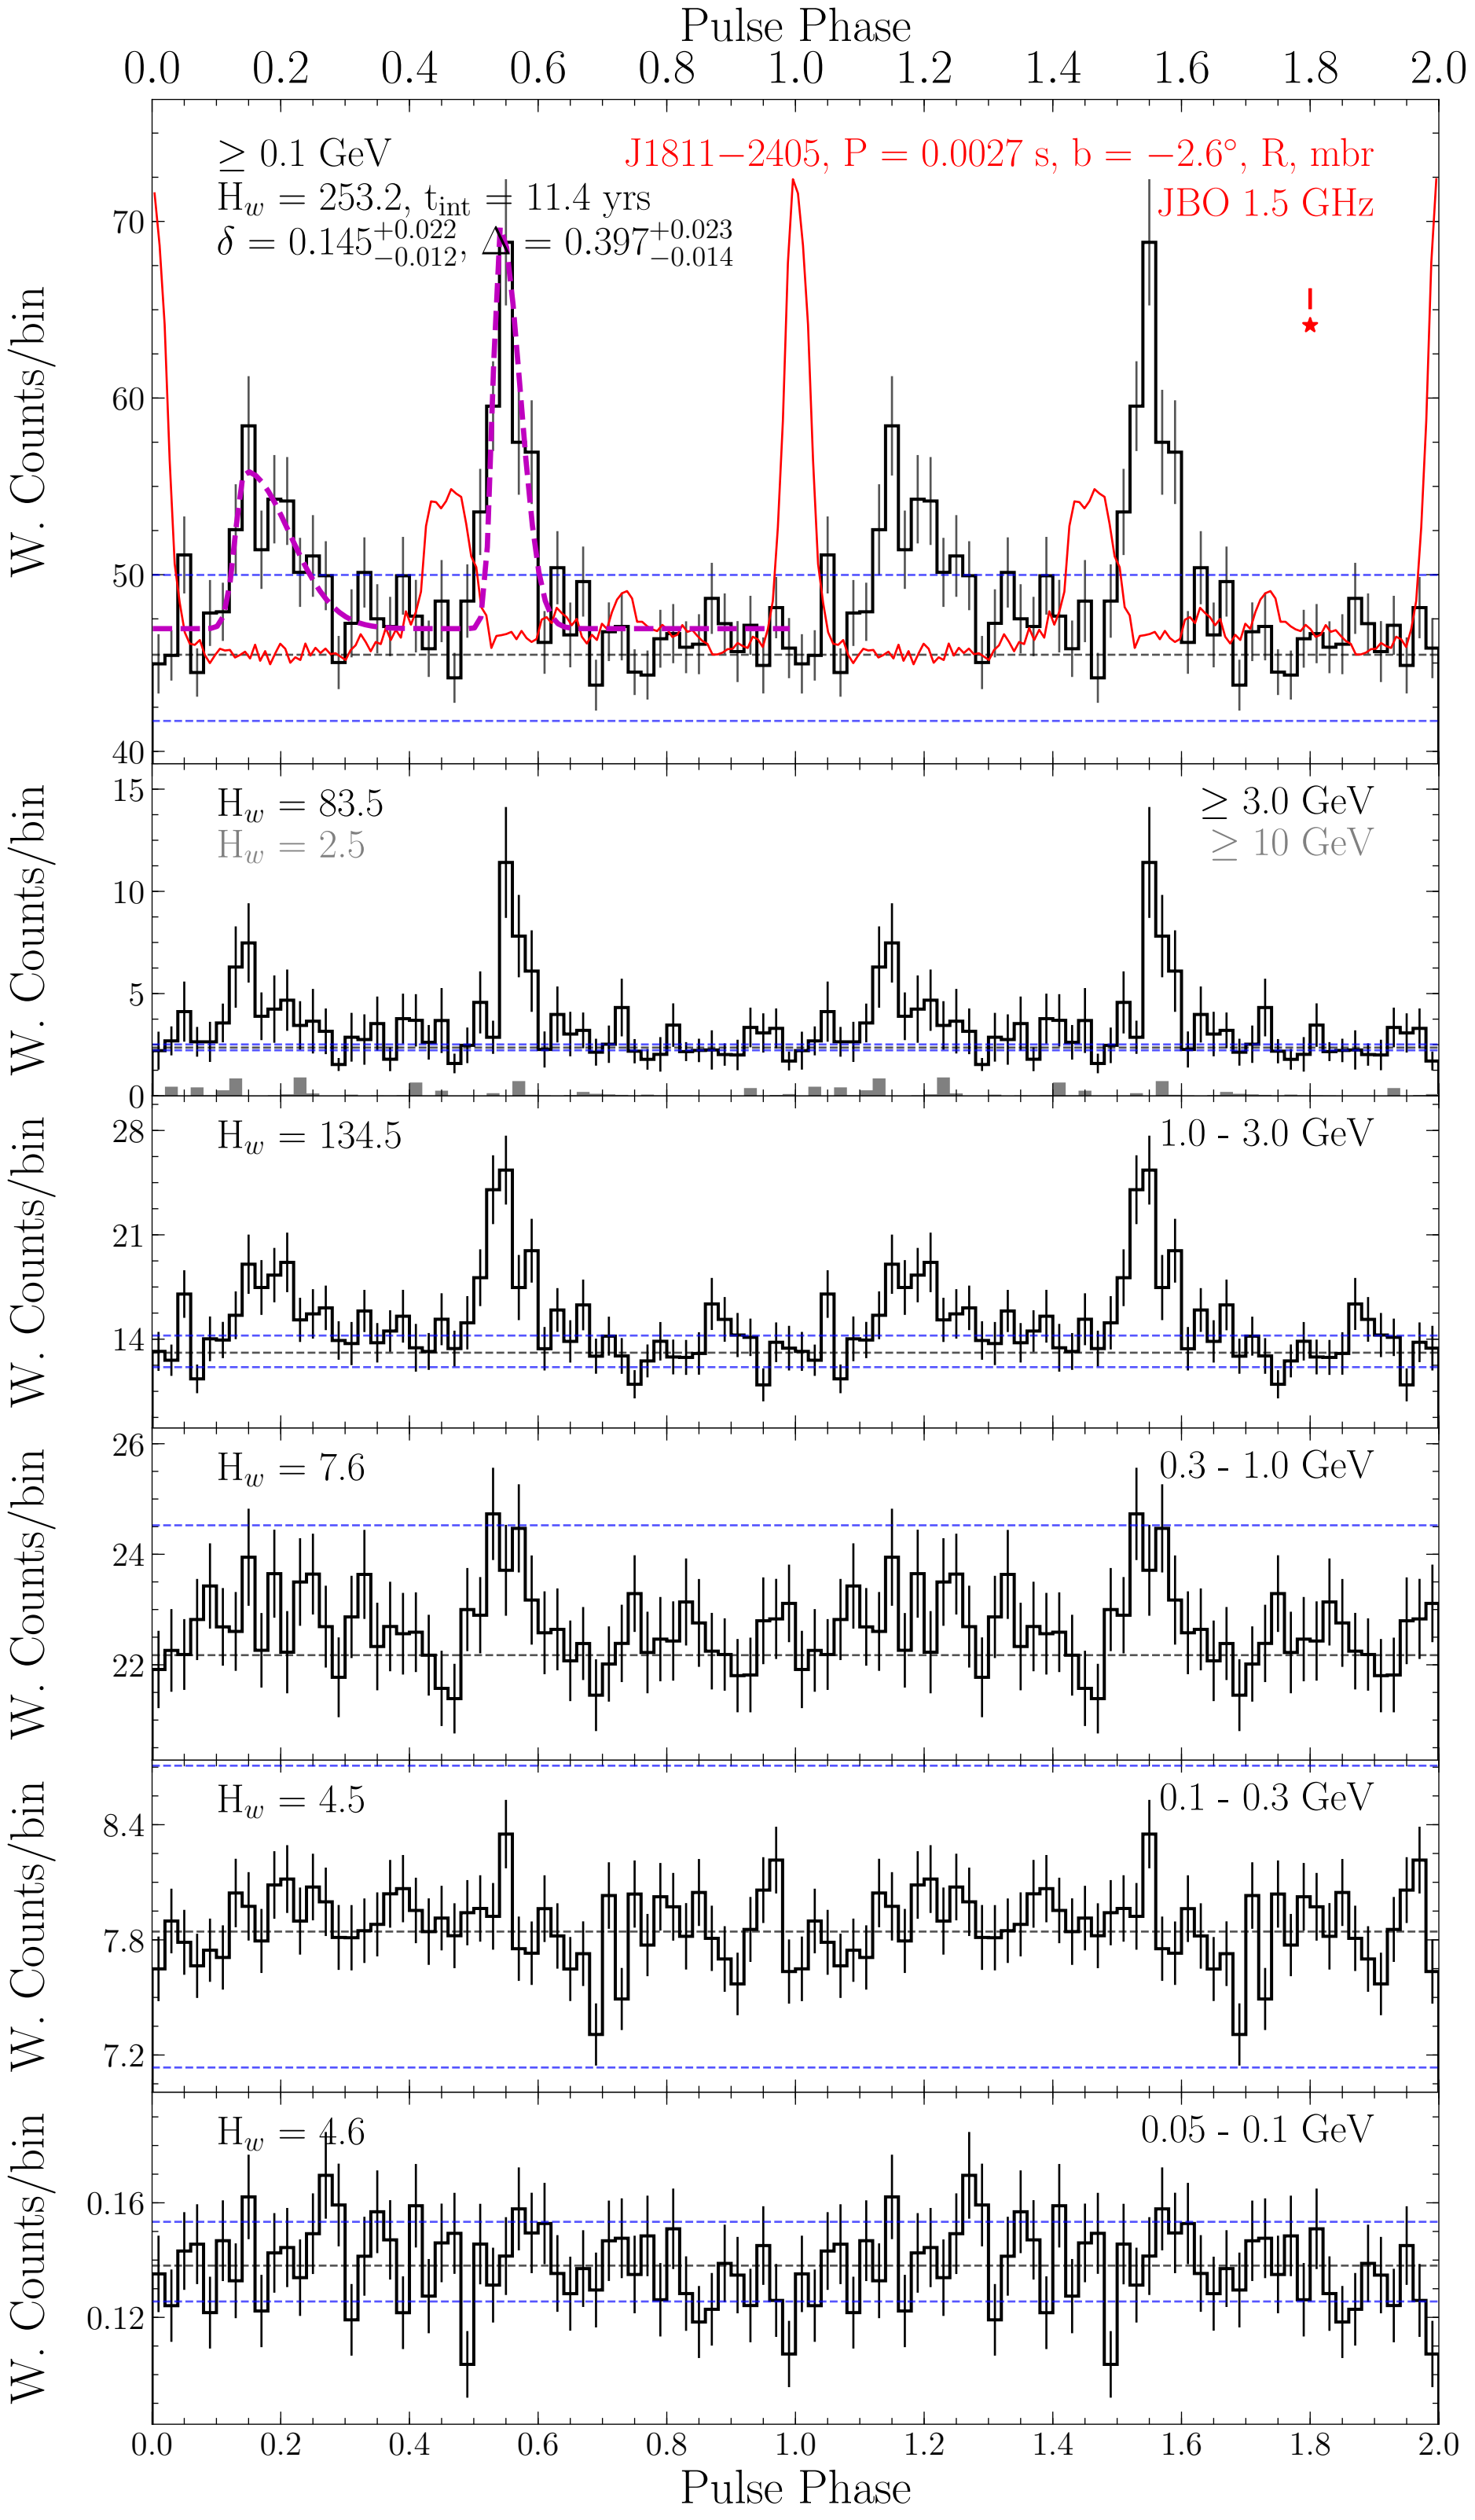 Pulse Phase
0.0 0.2 0.4 0.6 0.8 1.0 1.2 1.4 1.6 1.8 2.0
≥ 0.1 GeV
J1811−2405, P = 0.0027 s, b = −2.6°, R, mbr
H_w = 253.2, t_int = 11.4 yrs
JBO 1.5 GHz
δ = 0.145^{+0.022}_{−0.012}, Δ = 0.397^{+0.023}_{−0.014}
70
60
50
40
W. Counts/bin
H_w = 83.5
≥ 3.0 GeV
H_w = 2.5
≥ 10 GeV
15
10
5
0
W. Counts/bin
H_w = 134.5
1.0 - 3.0 GeV
28
21
14
W. Counts/bin
H_w = 7.6
0.3 - 1.0 GeV
26
24
22
W. Counts/bin
H_w = 4.5
0.1 - 0.3 GeV
8.4
7.8
7.2
W. Counts/bin
H_w = 4.6
0.05 - 0.1 GeV
0.16
0.12
W. Counts/bin
0.0 0.2 0.4 0.6 0.8 1.0 1.2 1.4 1.6 1.8 2.0
Pulse Phase